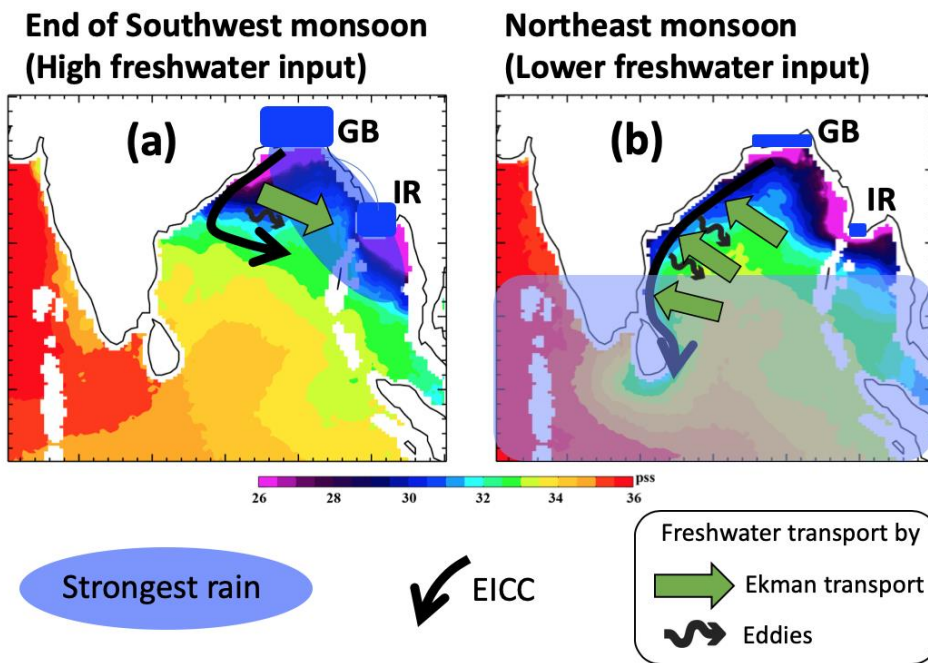 End of Southwest monsoon
(High freshwater input)
Northeast monsoon
(Lower freshwater input)
(a)
GB
IR
(b)
GB
IR
pss
26 28 30 32 34 36
Strongest rain
EICC
Freshwater transport by
Ekman transport
Eddies